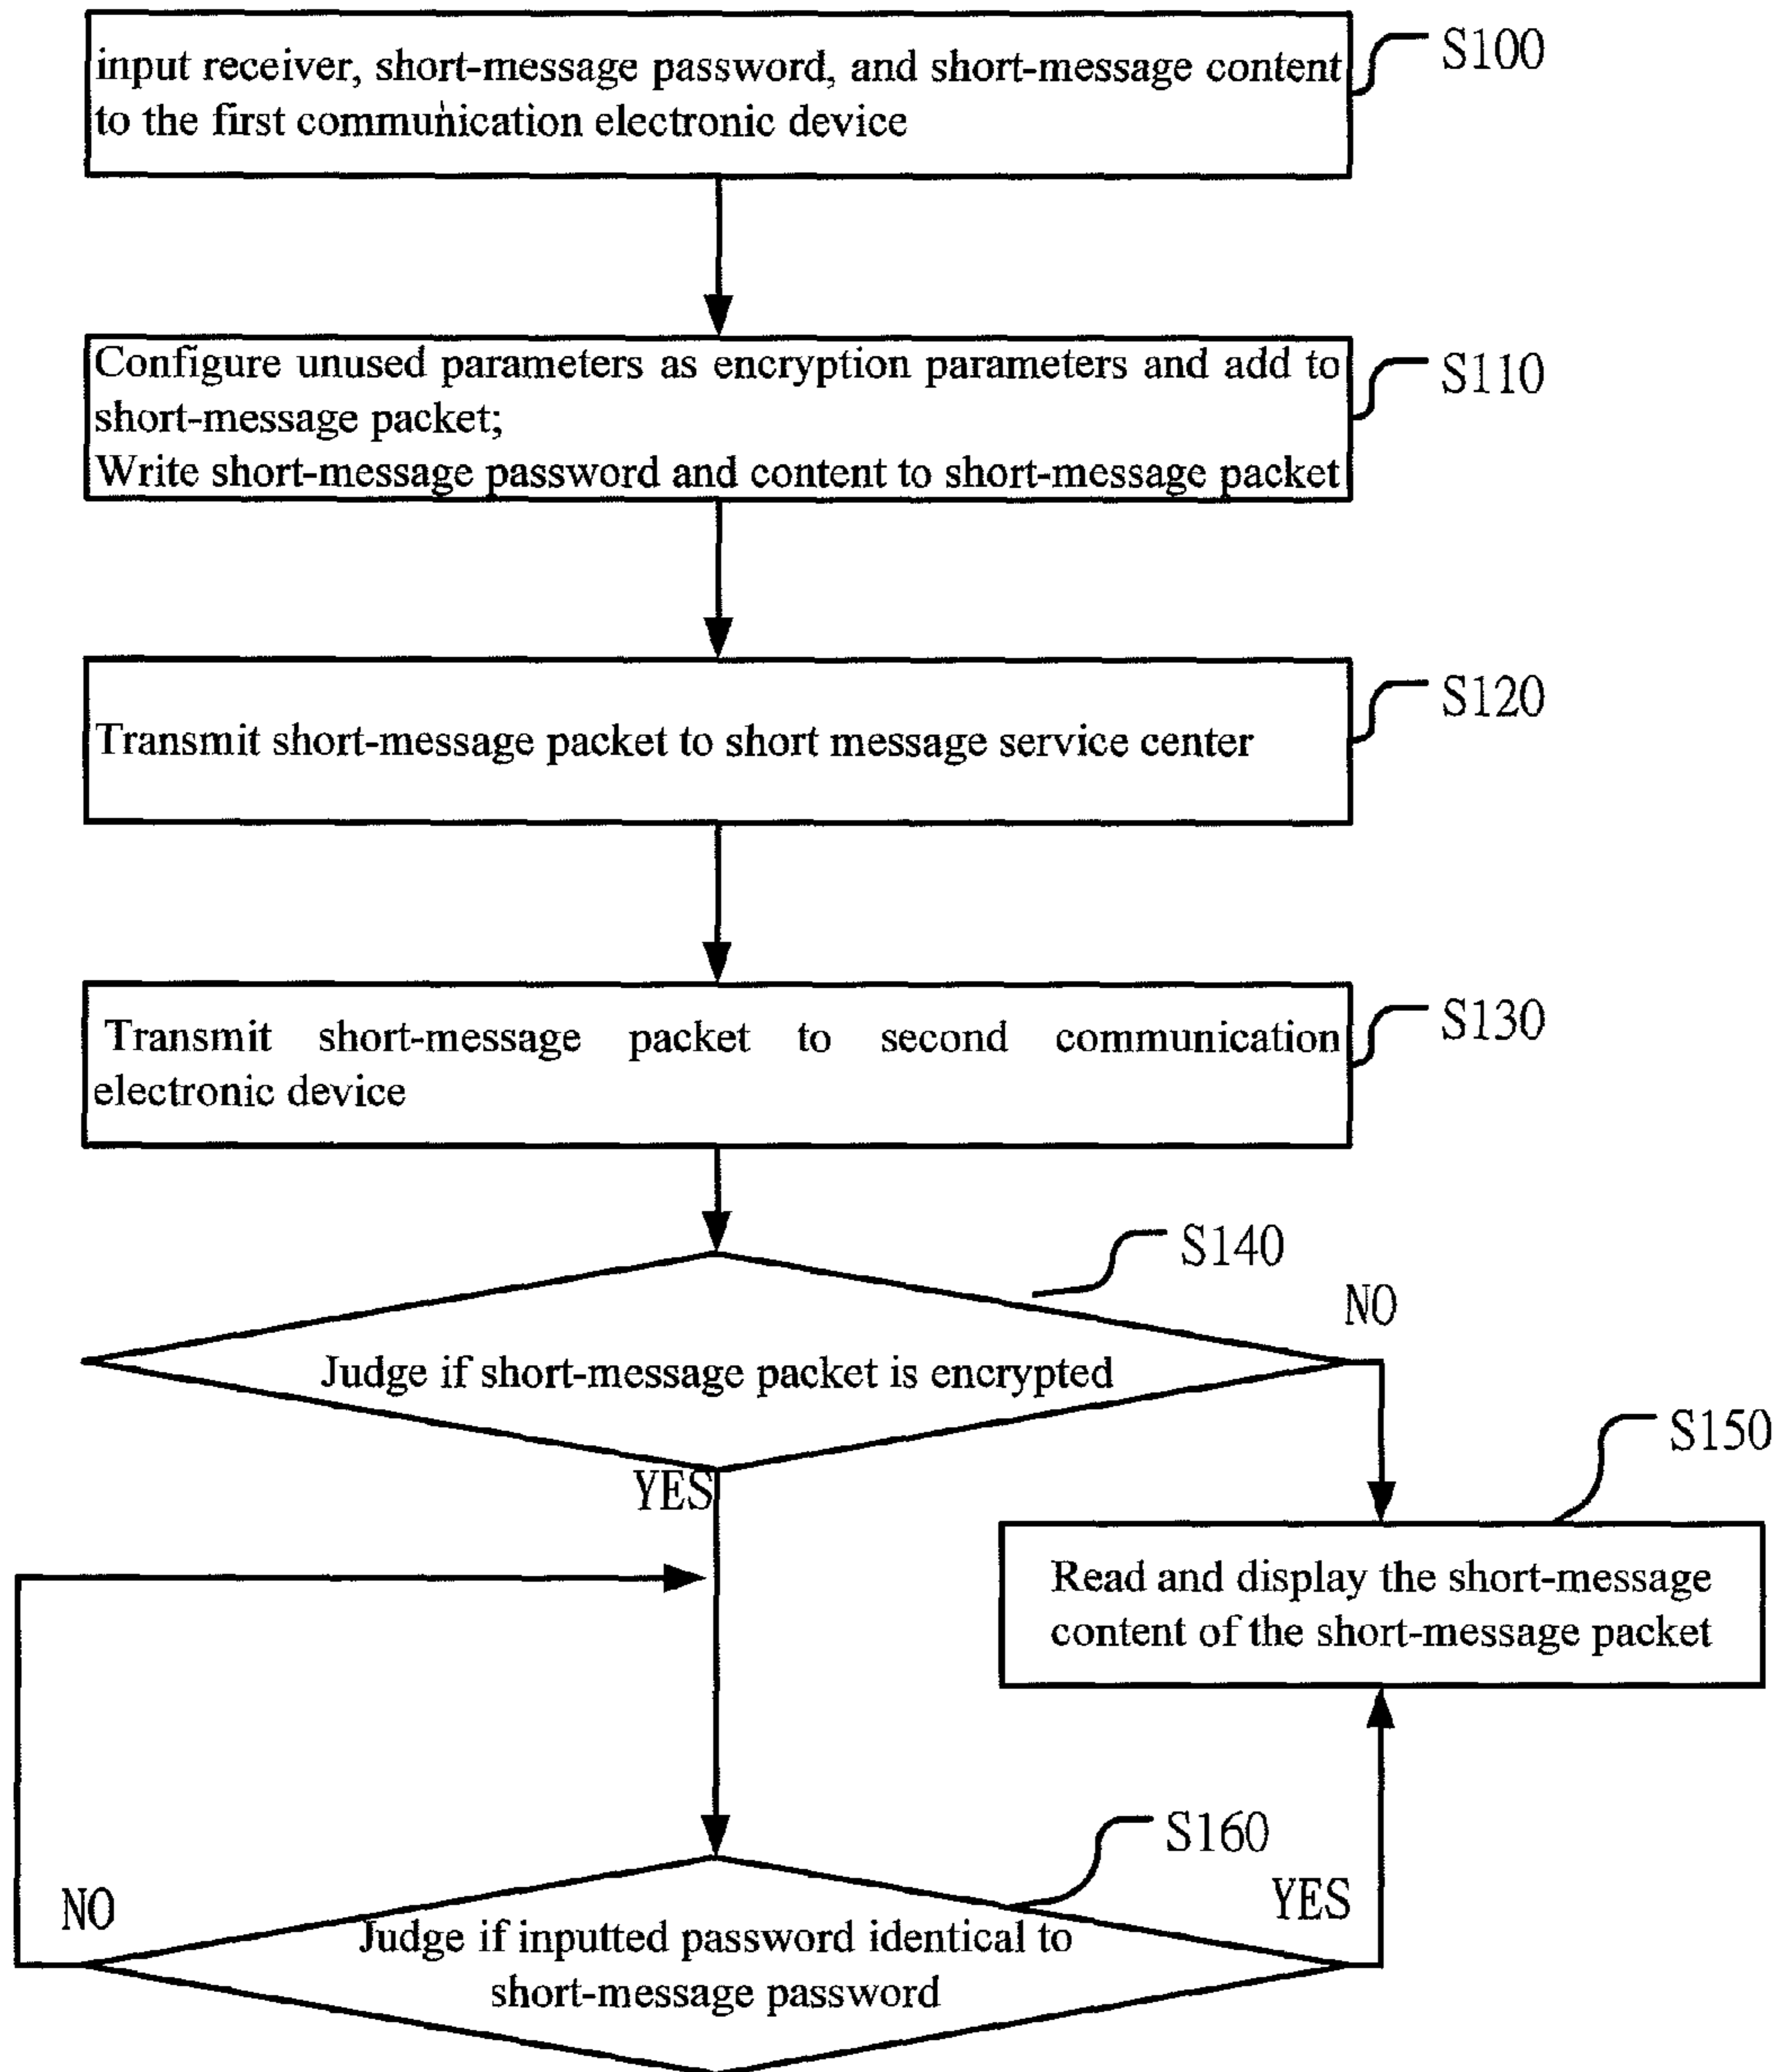 input receiver, short-message password, and short-message content
to the first communication electronic device
S100
Configure unused parameters as encryption parameters and add to
short-message packet;
Write short-message password and content to short-message packet
S110
Transmit short-message packet to short message service center
S120
Transmit short-message packet to second communication
electronic device
S130
S140
Judge if short-message packet is encrypted
NO
YES
S150
Read and display the short-message
content of the short-message packet
S160
Judge if inputted password identical to
short-message password
NO
YES